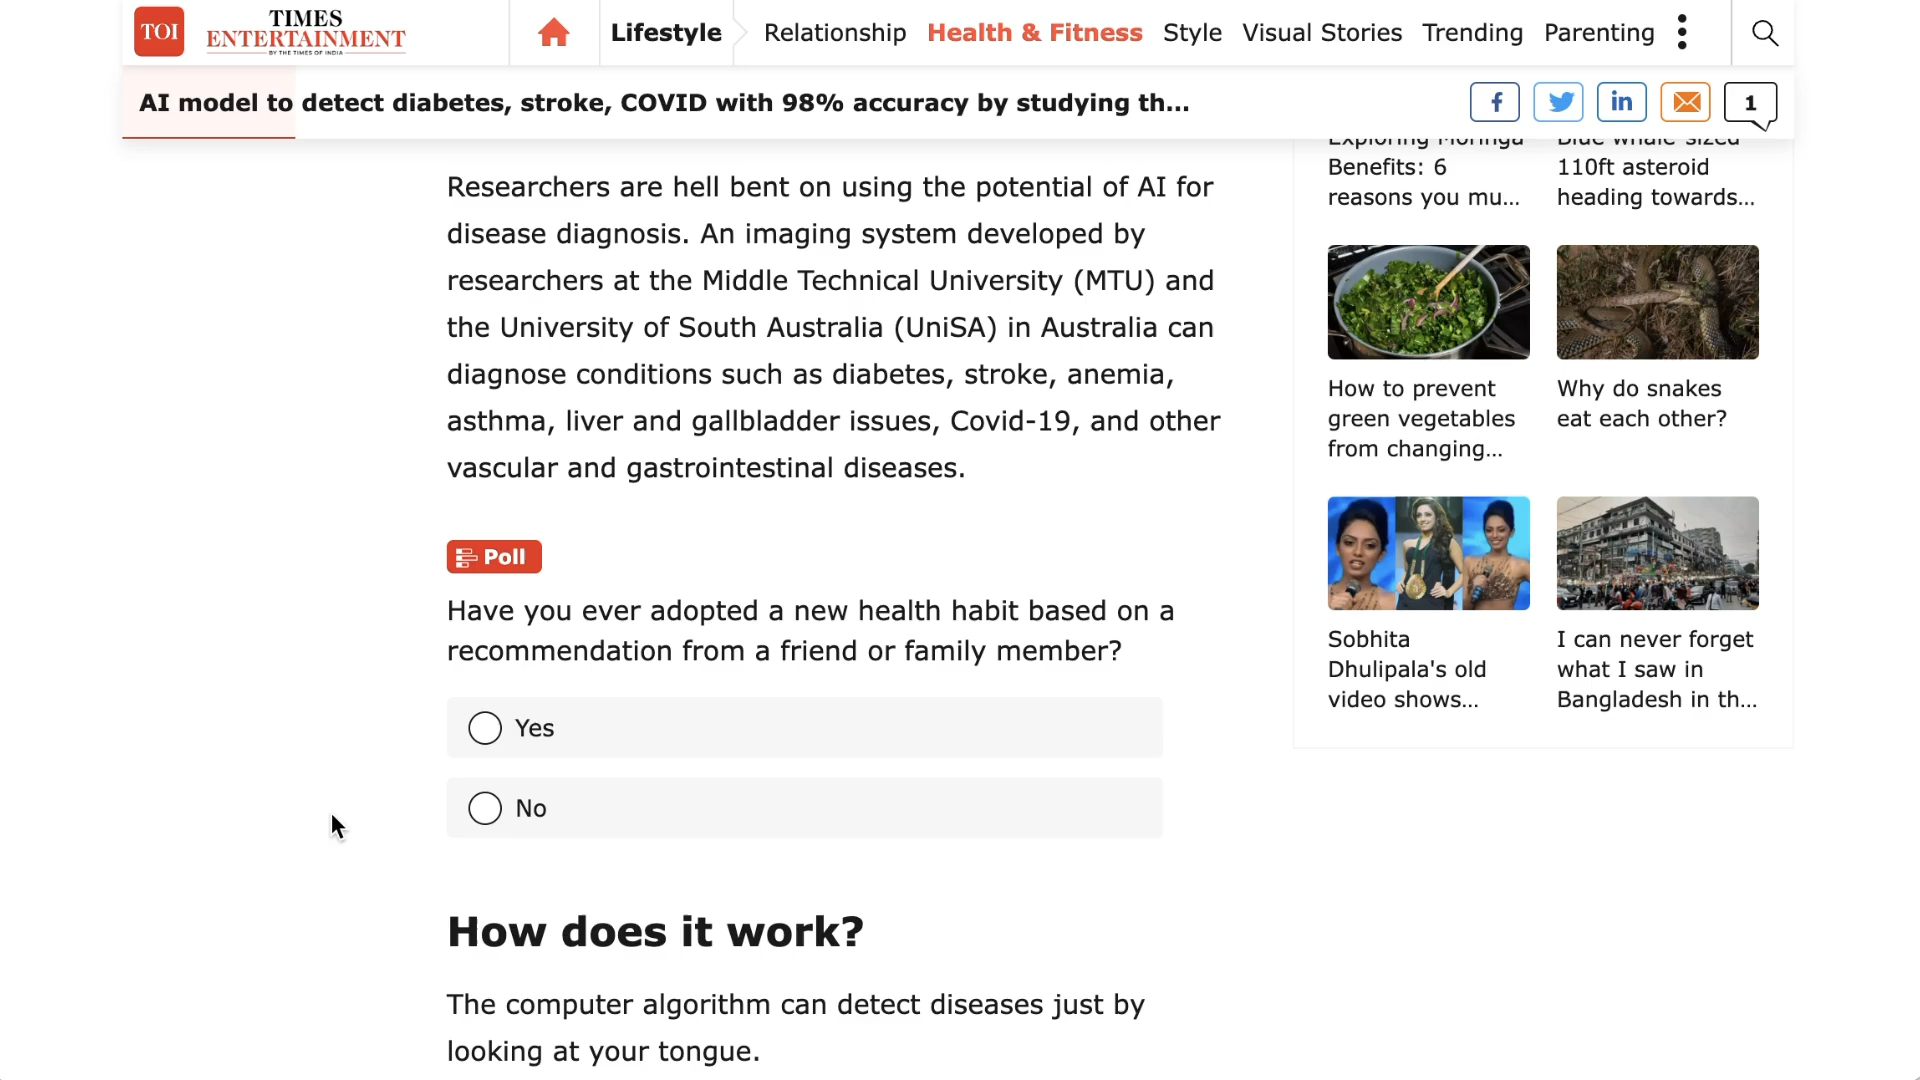 TOI
TIMES
ENTERTAINMENT
BY THE TIMES OF INDIA
Lifestyle
Relationship
Health & Fitness
Style
Visual Stories
Trending
Parenting
AI model to detect diabetes, stroke, COVID with 98% accuracy by studying th...
f
in
1
Researchers are hell bent on using the potential of AI for
disease diagnosis. An imaging system developed by
researchers at the Middle Technical University (MTU) and
the University of South Australia (UniSA) in Australia can
diagnose conditions such as diabetes, stroke, anemia,
asthma, liver and gallbladder issues, Covid-19, and other
vascular and gastrointestinal diseases.
Poll
Have you ever adopted a new health habit based on a
recommendation from a friend or family member?
Yes
No
How does it work?
The computer algorithm can detect diseases just by
looking at your tongue.
Exploring Moringa
Benefits: 6
reasons you mu...
Blue whale-sized
110ft asteroid
heading towards...
How to prevent
green vegetables
from changing...
Why do snakes
eat each other?
Sobhita
Dhulipala's old
video shows...
I can never forget
what I saw in
Bangladesh in th...